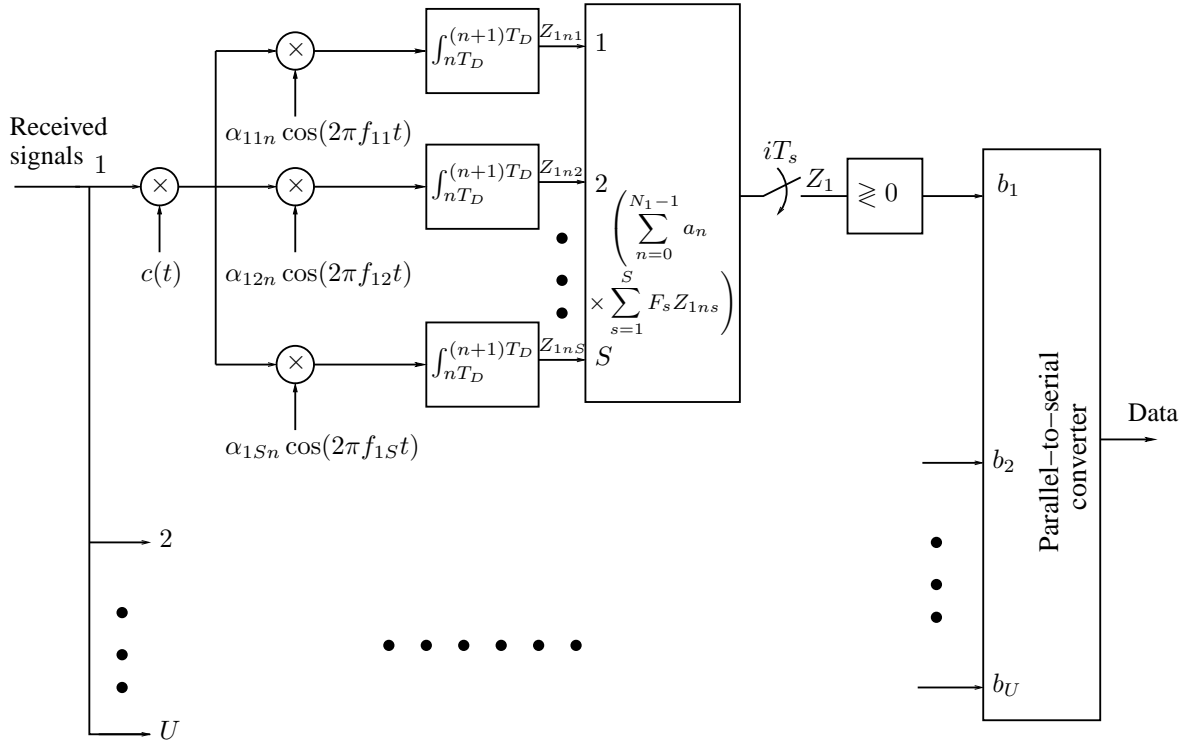 Received
signals
1
×
c(t)
×
α_{11n} cos(2πf_{11}t)
∫_{nT_D}^{(n+1)T_D}
Z_{1n1}
1
×
α_{12n} cos(2πf_{12}t)
∫_{nT_D}^{(n+1)T_D}
Z_{1n2}
2
×
α_{1Sn} cos(2πf_{1S}t)
∫_{nT_D}^{(n+1)T_D}
Z_{1nS}
S
(∑_{n=0}^{N_1−1} a_n
× ∑_{s=1}^{S} F_s Z_{1ns})
iT_s
Z_1
≷ 0
b_1
b_2
b_U
Parallel−to−serial
converter
Data
2
U